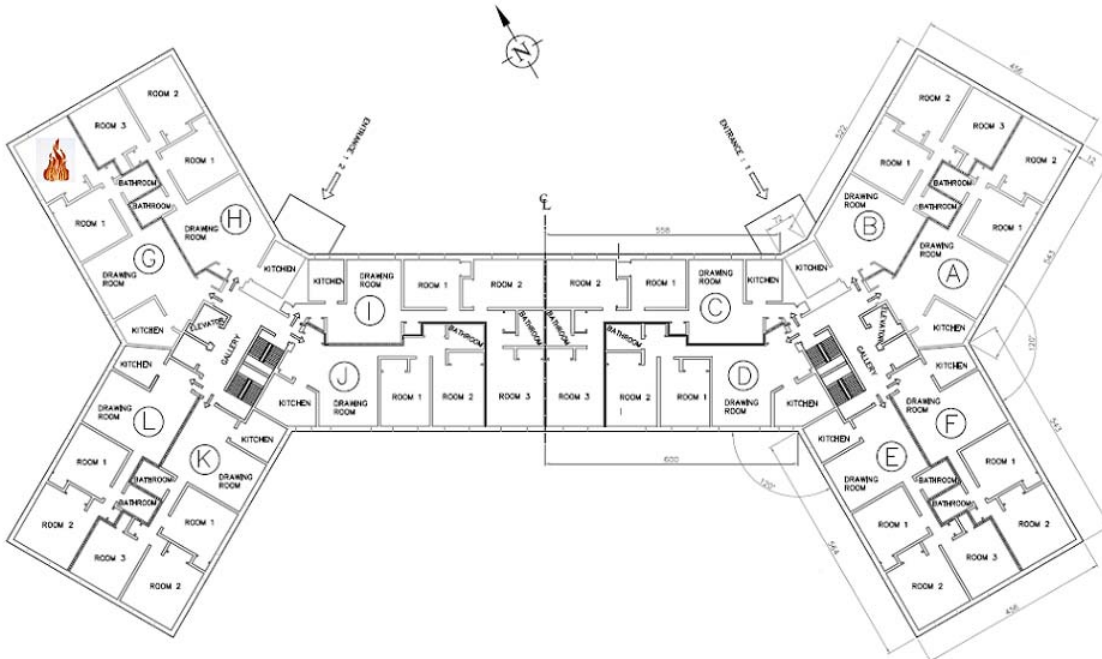 N
ENTRANCE : 2
ENTRANCE : 1
℄
456
522
12
72
558
543
120°
543
600
120°
564
456
ROOM 2
ROOM 3
ROOM 1
BATHROOM
BATHROOM
ROOM 1
DRAWING
ROOM
H
DRAWING
ROOM
G
KITCHEN
KITCHEN
ELEVATOR
GALLERY
KITCHEN
DRAWING
ROOM
L
ROOM 1
ROOM 2
BATHROOM
BATHROOM
ROOM 3
KITCHEN
K
DRAWING
ROOM
ROOM 1
ROOM 2
KITCHEN
DRAWING
ROOM
I
ROOM 1
ROOM 2
BATHROOM
BATHROOM
KITCHEN
J
DRAWING
ROOM
ROOM 1
ROOM 2
ROOM 3
ROOM 2
ROOM 1
DRAWING
ROOM
C
KITCHEN
BATHROOM
BATHROOM
ROOM 3
ROOM 2
ROOM 1
D
DRAWING
ROOM
KITCHEN
ROOM 2
ROOM 3
ROOM 1
BATHROOM
BATHROOM
DRAWING
ROOM
B
KITCHEN
ROOM 2
ROOM 1
DRAWING
ROOM
A
KITCHEN
ELEVATOR
GALLERY
KITCHEN
DRAWING
ROOM
F
ROOM 1
ROOM 2
KITCHEN
E
DRAWING
ROOM
BATHROOM
BATHROOM
ROOM 1
ROOM 2
ROOM 3